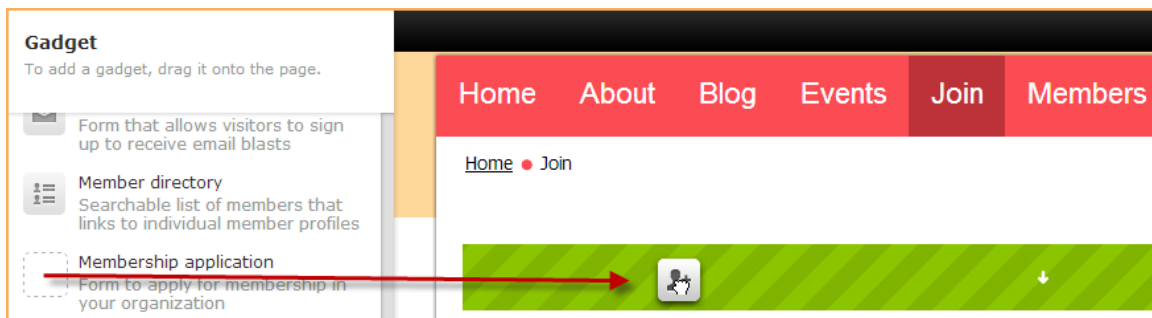 Gadget
To add a gadget, drag it onto the page.
Form that allows visitors to sign
up to receive email blasts
Member directory
Searchable list of members that
links to individual member profiles
Membership application
Form to apply for membership in
your organization
Home About Blog Events Join Members
Home Join